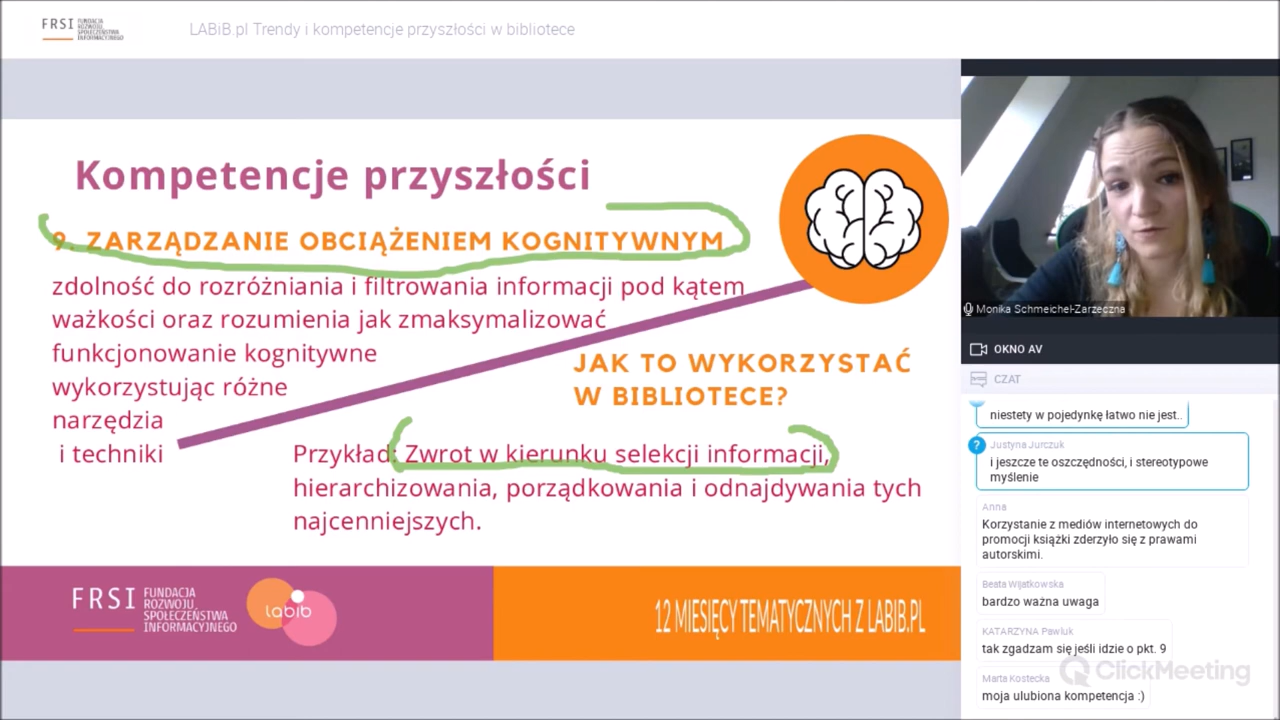 FRSI
FUNDACJA
ROZWOJU
SPOŁECZEŃSTWA
INFORMACYJNEGO
LABiB.pl Trendy i kompetencje przyszłości w bibliotece
Kompetencje przyszłości
9. ZARZĄDZANIE OBCIĄŻENIEM KOGNITYWNYM
zdolność do rozróżniania i filtrowania informacji pod kątem
ważkości oraz rozumienia jak zmaksymalizować
funkcjonowanie kognitywne
wykorzystując różne
narzędzia
i techniki
JAK TO WYKORZYSTAĆ
W BIBLIOTECE?
Przykład: Zwrot w kierunku selekcji informacji,
hierarchizowania, porządkowania i odnajdywania tych
najcenniejszych.
FRSI
FUNDACJA
ROZWOJU
SPOŁECZEŃSTWA
INFORMACYJNEGO
labib
12 MIESIĘCY TEMATYCZNYCH Z LABIB.PL
Monika Schmeichel-Zarzeczna
OKNO AV
CZAT
niestety w pojedynkę łatwo nie jest..
?
Justyna Jurczuk
i jeszcze te oszczędności, i stereotypowe
myślenie
Anna
Korzystanie z mediów internetowych do
promocji książki zderzyło się z prawami
autorskimi.
Beata Wijatkowska
bardzo ważna uwaga
KATARZYNA Pawluk
tak zgadzam się jeśli idzie o pkt. 9
ClickMeeting
Marta Kostecka
moja ulubiona kompetencja :)